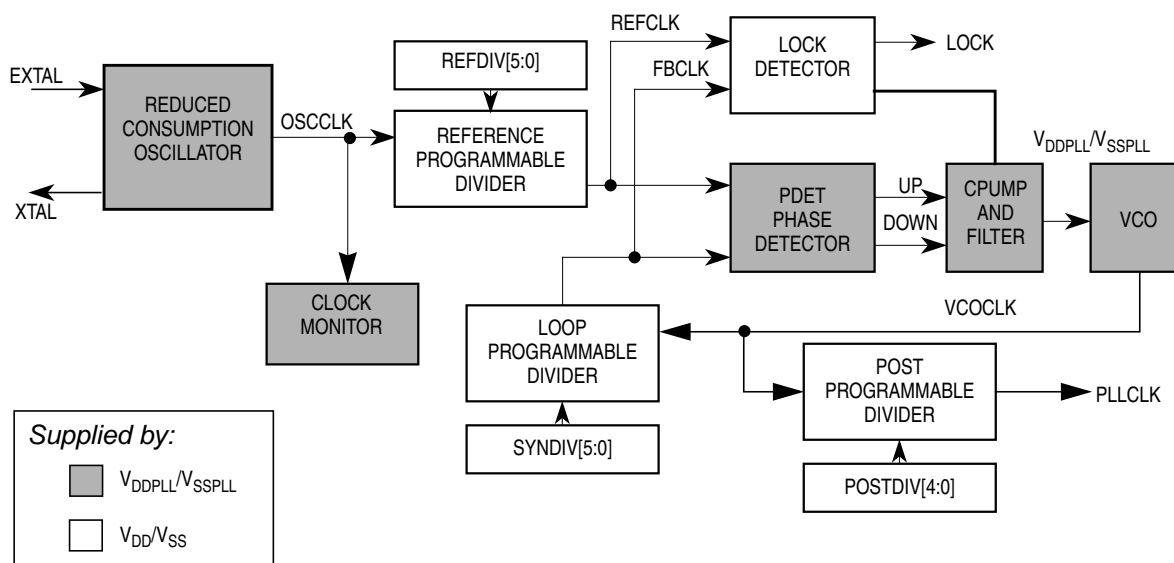 EXTAL
XTAL
REDUCED
CONSUMPTION
OSCILLATOR
OSCCLK
REFDIV[5:0]
REFERENCE
PROGRAMMABLE
DIVIDER
REFCLK
FBCLK
LOCK
DETECTOR
LOCK
CLOCK
MONITOR
PDET
PHASE
DETECTOR
UP
DOWN
CPUMP
AND
FILTER
VDDPLL/VSSPLL
VCO
VCOCLK
LOOP
PROGRAMMABLE
DIVIDER
SYNDIV[5:0]
POST
PROGRAMMABLE
DIVIDER
PLLCLK
POSTDIV[4:0]
Supplied by:
VDDPLL/VSSPLL
VDD/VSS